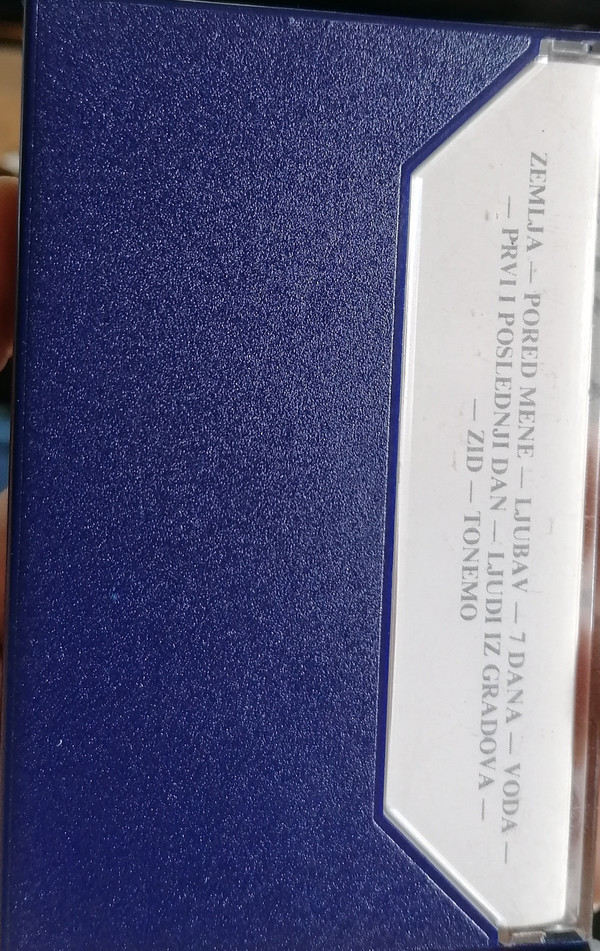 ZEMLJA — PORED MENE — LJUBAV — 7 DANA — VODA —
— PRVI I POSLEDNJI DAN — LJUDI IZ GRADOVA —
— ZID — TONEMO